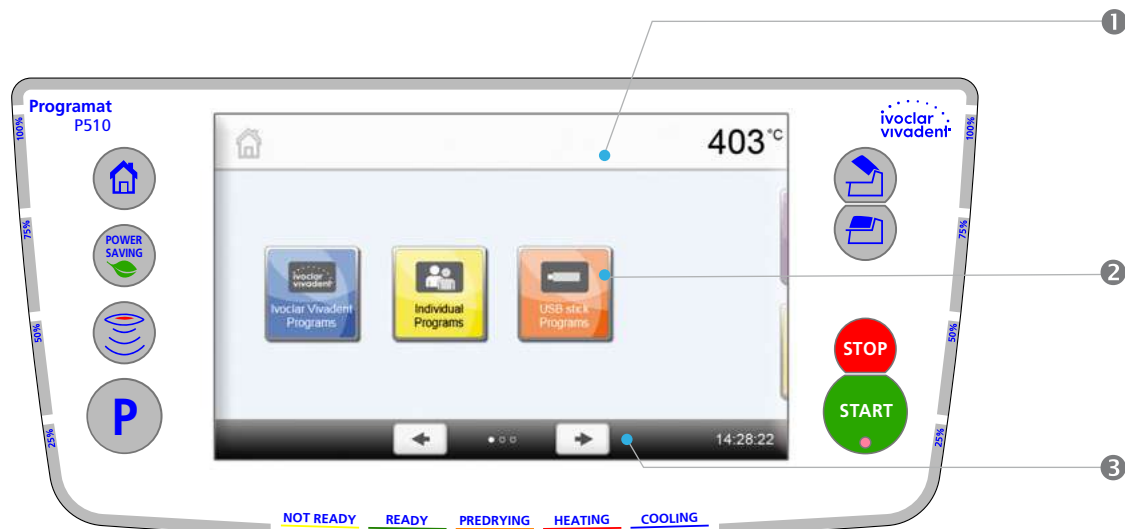 1
Programat
P510
ivoclar
vivadent
403°C
100%
100%
75%
75%
POWER
SAVING
2
ivoclar
vivadent
Ivoclar Vivadent
Programs
Individual
Programs
USB stick
Programs
50%
50%
STOP
P
START
25%
25%
14:28:22
3
NOT READY
READY
PREDRYING
HEATING
COOLING